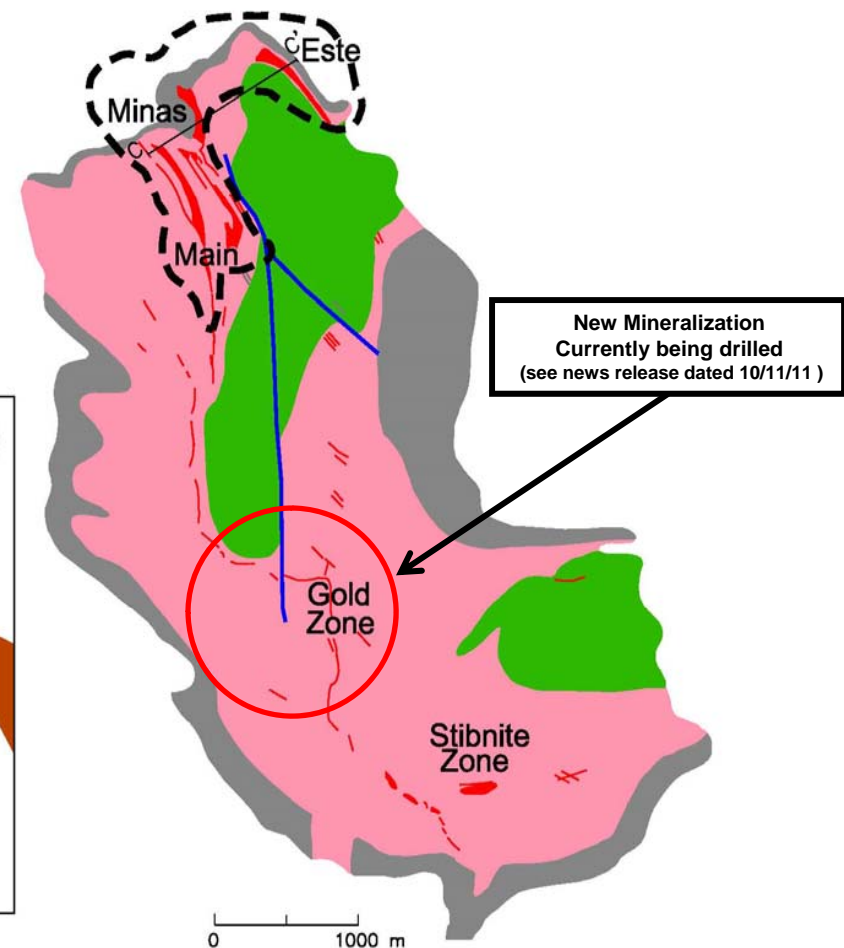 C'
Este
Minas
C
Main
New Mineralization
Currently being drilled
(see news release dated 10/11/11 )
Gold
Zone
Stibnite
Zone
0 1000 m